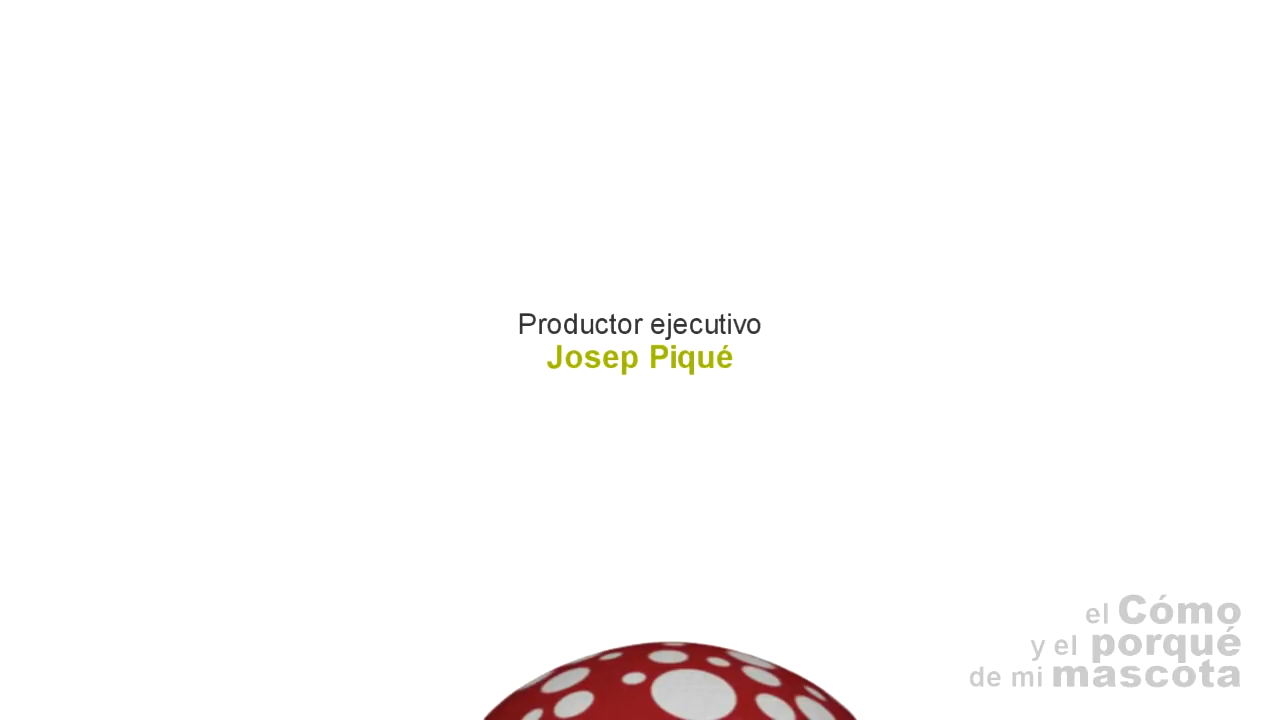 Productor ejecutivo
Josep Piqué
el Cómo
y el porqué
de mi mascota